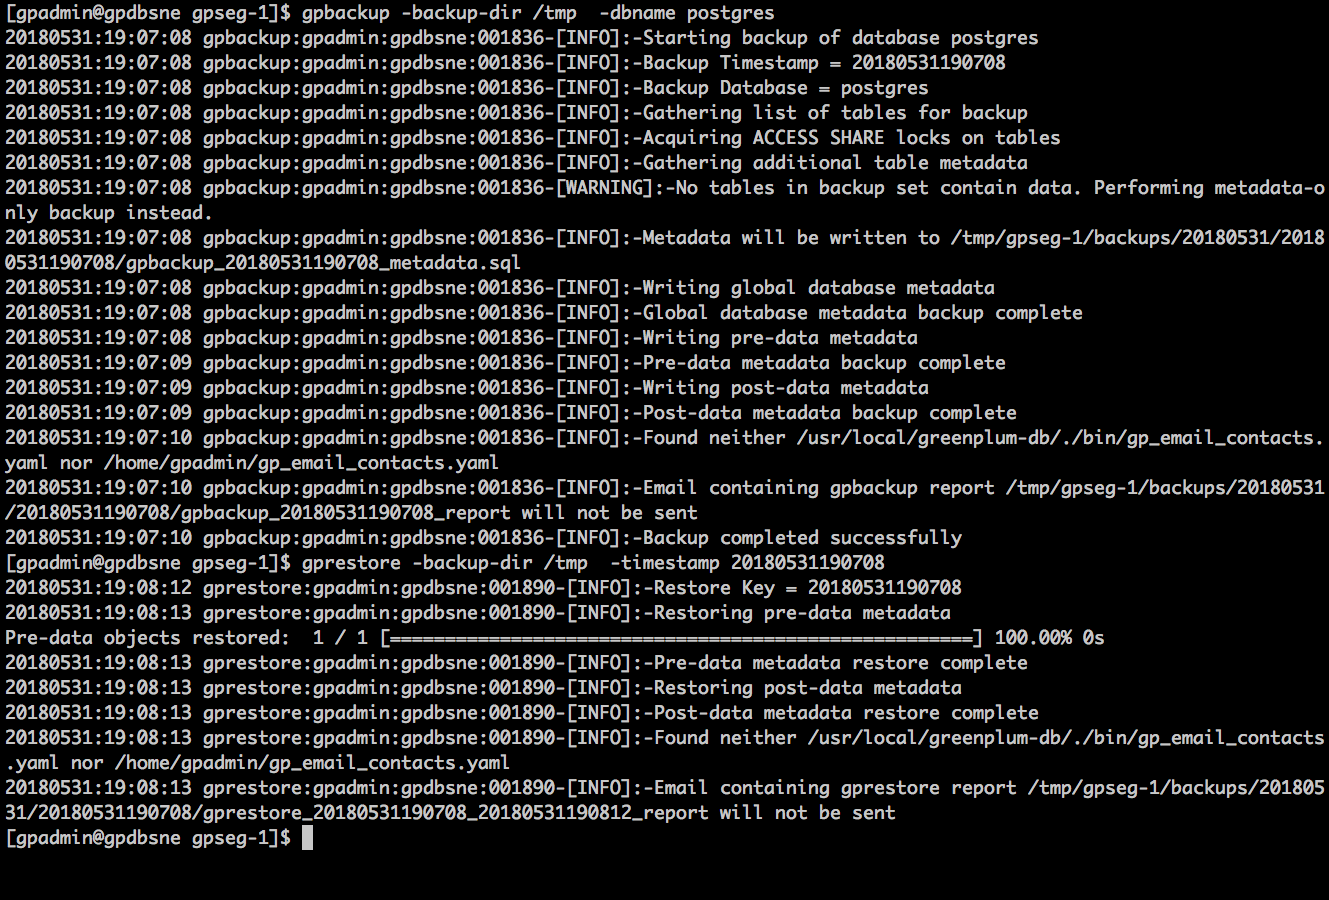 [gpadmin@gpdbsne gpseg-1]$ gpbackup -backup-dir /tmp  -dbname postgres
20180531:19:07:08 gpbackup:gpadmin:gpdbsne:001836-[INFO]:-Starting backup of database postgres
20180531:19:07:08 gpbackup:gpadmin:gpdbsne:001836-[INFO]:-Backup Timestamp = 20180531190708
20180531:19:07:08 gpbackup:gpadmin:gpdbsne:001836-[INFO]:-Backup Database = postgres
20180531:19:07:08 gpbackup:gpadmin:gpdbsne:001836-[INFO]:-Gathering list of tables for backup
20180531:19:07:08 gpbackup:gpadmin:gpdbsne:001836-[INFO]:-Acquiring ACCESS SHARE locks on tables
20180531:19:07:08 gpbackup:gpadmin:gpdbsne:001836-[INFO]:-Gathering additional table metadata
20180531:19:07:08 gpbackup:gpadmin:gpdbsne:001836-[WARNING]:-No tables in backup set contain data. Performing metadata-o
nly backup instead.
20180531:19:07:08 gpbackup:gpadmin:gpdbsne:001836-[INFO]:-Metadata will be written to /tmp/gpseg-1/backups/20180531/2018
0531190708/gpbackup_20180531190708_metadata.sql
20180531:19:07:08 gpbackup:gpadmin:gpdbsne:001836-[INFO]:-Writing global database metadata
20180531:19:07:08 gpbackup:gpadmin:gpdbsne:001836-[INFO]:-Global database metadata backup complete
20180531:19:07:08 gpbackup:gpadmin:gpdbsne:001836-[INFO]:-Writing pre-data metadata
20180531:19:07:09 gpbackup:gpadmin:gpdbsne:001836-[INFO]:-Pre-data metadata backup complete
20180531:19:07:09 gpbackup:gpadmin:gpdbsne:001836-[INFO]:-Writing post-data metadata
20180531:19:07:09 gpbackup:gpadmin:gpdbsne:001836-[INFO]:-Post-data metadata backup complete
20180531:19:07:10 gpbackup:gpadmin:gpdbsne:001836-[INFO]:-Found neither /usr/local/greenplum-db/./bin/gp_email_contacts.
yaml nor /home/gpadmin/gp_email_contacts.yaml
20180531:19:07:10 gpbackup:gpadmin:gpdbsne:001836-[INFO]:-Email containing gpbackup report /tmp/gpseg-1/backups/20180531
/20180531190708/gpbackup_20180531190708_report will not be sent
20180531:19:07:10 gpbackup:gpadmin:gpdbsne:001836-[INFO]:-Backup completed successfully
[gpadmin@gpdbsne gpseg-1]$ gprestore -backup-dir /tmp  -timestamp 20180531190708
20180531:19:08:12 gprestore:gpadmin:gpdbsne:001890-[INFO]:-Restore Key = 20180531190708
20180531:19:08:13 gprestore:gpadmin:gpdbsne:001890-[INFO]:-Restoring pre-data metadata
Pre-data objects restored:  1 / 1 [=====================================================] 100.00% 0s
20180531:19:08:13 gprestore:gpadmin:gpdbsne:001890-[INFO]:-Pre-data metadata restore complete
20180531:19:08:13 gprestore:gpadmin:gpdbsne:001890-[INFO]:-Restoring post-data metadata
20180531:19:08:13 gprestore:gpadmin:gpdbsne:001890-[INFO]:-Post-data metadata restore complete
20180531:19:08:13 gprestore:gpadmin:gpdbsne:001890-[INFO]:-Found neither /usr/local/greenplum-db/./bin/gp_email_contacts
.yaml nor /home/gpadmin/gp_email_contacts.yaml
20180531:19:08:13 gprestore:gpadmin:gpdbsne:001890-[INFO]:-Email containing gprestore report /tmp/gpseg-1/backups/201805
31/20180531190708/gprestore_20180531190708_20180531190812_report will not be sent
[gpadmin@gpdbsne gpseg-1]$